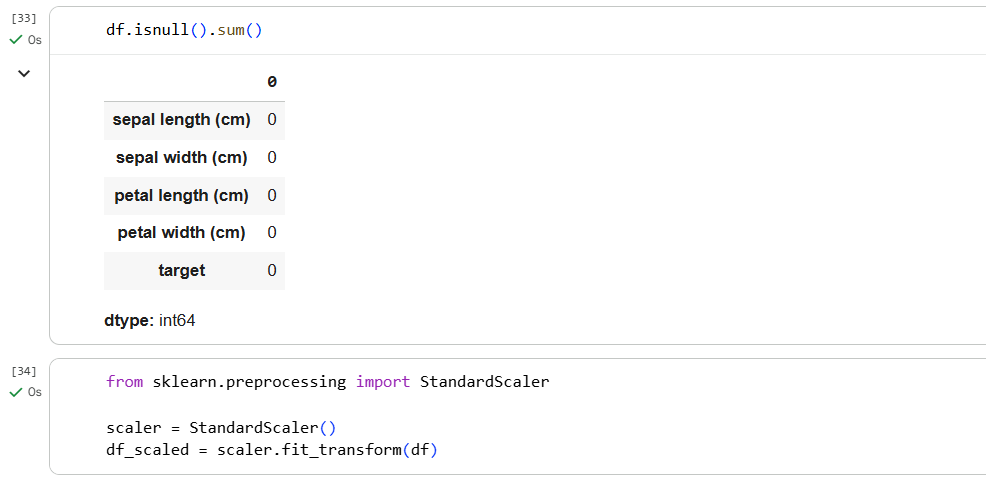 [33]
df.isnull().sum()
0s
0
sepal length (cm) 0
sepal width (cm) 0
petal length (cm) 0
petal width (cm) 0
target 0
dtype: int64
[34]
from sklearn.preprocessing import StandardScaler
0s
scaler = StandardScaler()
df_scaled = scaler.fit_transform(df)